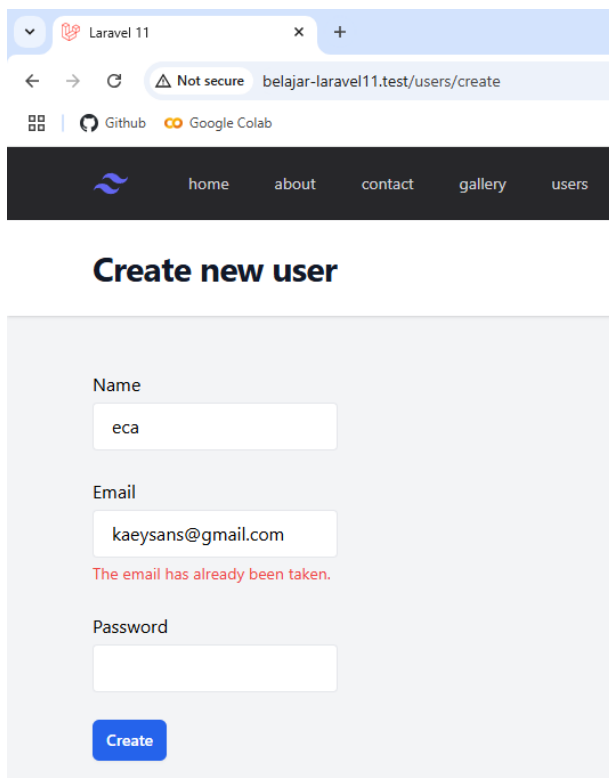 Laravel 11
Not secure belajar-laravel11.test/users/create
Github Google Colab
home about contact gallery users
Create new user
Name
eca
Email
kaeysans@gmail.com
The email has already been taken.
Password
Create